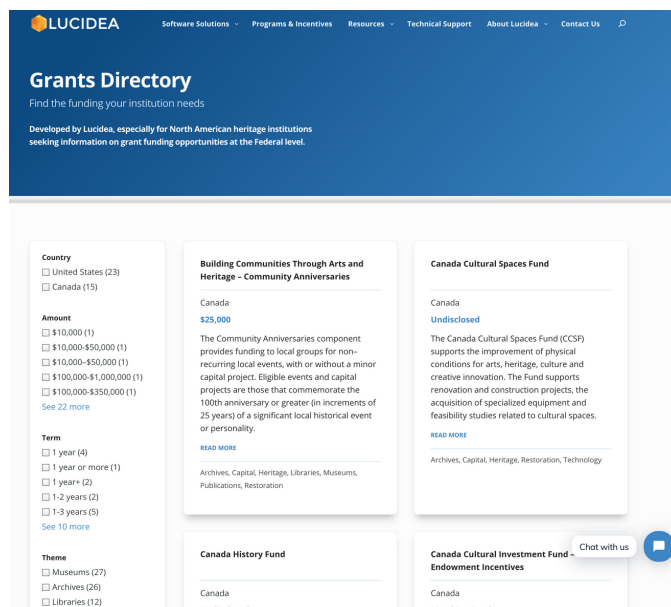 LUCIDEA
Software Solutions
Programs & Incentives
Resources
Technical Support
About Lucidea
Contact Us
Grants Directory
Find the funding your institution needs
Developed by Lucidea, especially for North American heritage institutions
seeking information on grant funding opportunities at the Federal level.
Country
United States (23)
Canada (15)
Amount
$10,000 (1)
$10,000-$50,000 (1)
$10,000–$50,000 (1)
$100,000-$1,000,000 (1)
$100,000-$350,000 (1)
See 22 more
Term
1 year (4)
1 year or more (1)
1 year+ (2)
1-2 years (2)
1-3 years (5)
See 10 more
Theme
Museums (27)
Archives (26)
Libraries (12)
Building Communities Through Arts and
Heritage – Community Anniversaries
Canada
$25,000
The Community Anniversaries component
provides funding to local groups for non–
recurring local events, with or without a minor
capital project. Eligible events and capital
projects are those that commemorate the
100th anniversary or greater (in increments of
25 years) of a significant local historical event
or personality.
READ MORE
Archives, Capital, Heritage, Libraries, Museums,
Publications, Restoration
Canada Cultural Spaces Fund
Canada
Undisclosed
The Canada Cultural Spaces Fund (CCSF)
supports the improvement of physical
conditions for arts, heritage, culture and
creative innovation. The Fund supports
renovation and construction projects, the
acquisition of specialized equipment and
feasibility studies related to cultural spaces.
READ MORE
Archives, Capital, Heritage, Restoration, Technology
Canada History Fund
Canada
Canada Cultural Investment Fund –
Endowment Incentives
Canada
Chat with us